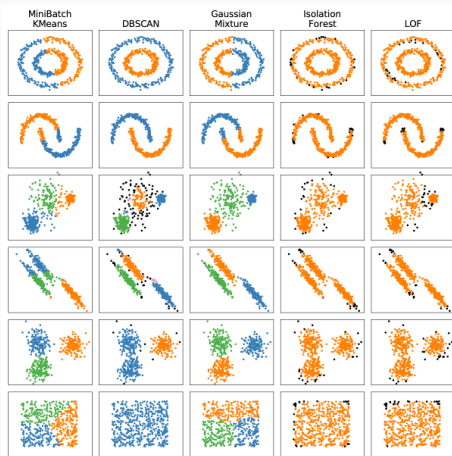 MiniBatch
KMeans
DBSCAN
Gaussian
Mixture
Isolation
Forest
LOF